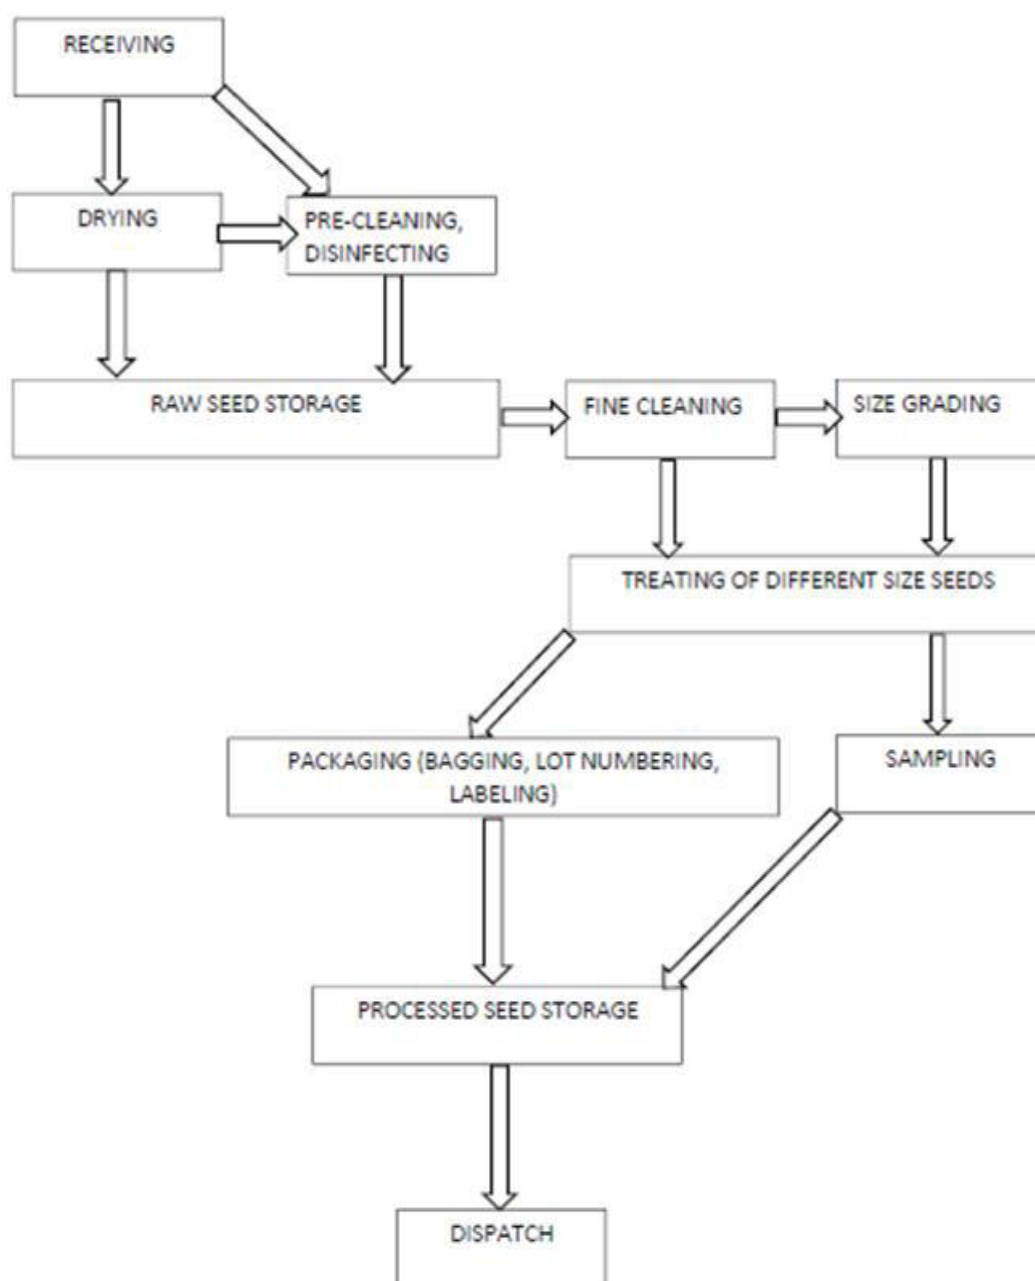 RECEIVING
DRYING
PRE-CLEANING,
DISINFECTING
RAW SEED STORAGE
FINE CLEANING
SIZE GRADING
TREATING OF DIFFERENT SIZE SEEDS
PACKAGING (BAGGING, LOT NUMBERING,
LABELING)
SAMPLING
PROCESSED SEED STORAGE
DISPATCH